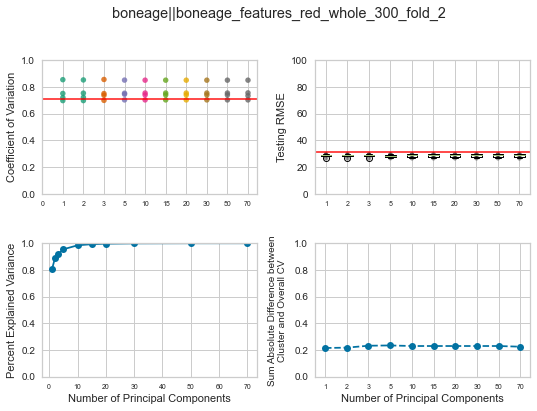 boneage||boneage_features_red_whole_300_fold_2
Coefficient of Variation
1.0
0.8
0.6
0.4
0.2
0.0
0 1 2 3 5 10 15 20 30 50 70
Testing RMSE
100
80
60
40
20
0
1 2 3 5 10 15 20 30 50 70
Percent Explained Variance
1.0
0.8
0.6
0.4
0.2
0.0
0 10 20 30 40 50 60 70
Number of Principal Components
Sum Absolute Difference between
Cluster and Overall CV
1.0
0.8
0.6
0.4
0.2
0.0
1 2 3 5 10 15 20 30 50 70
Number of Principal Components